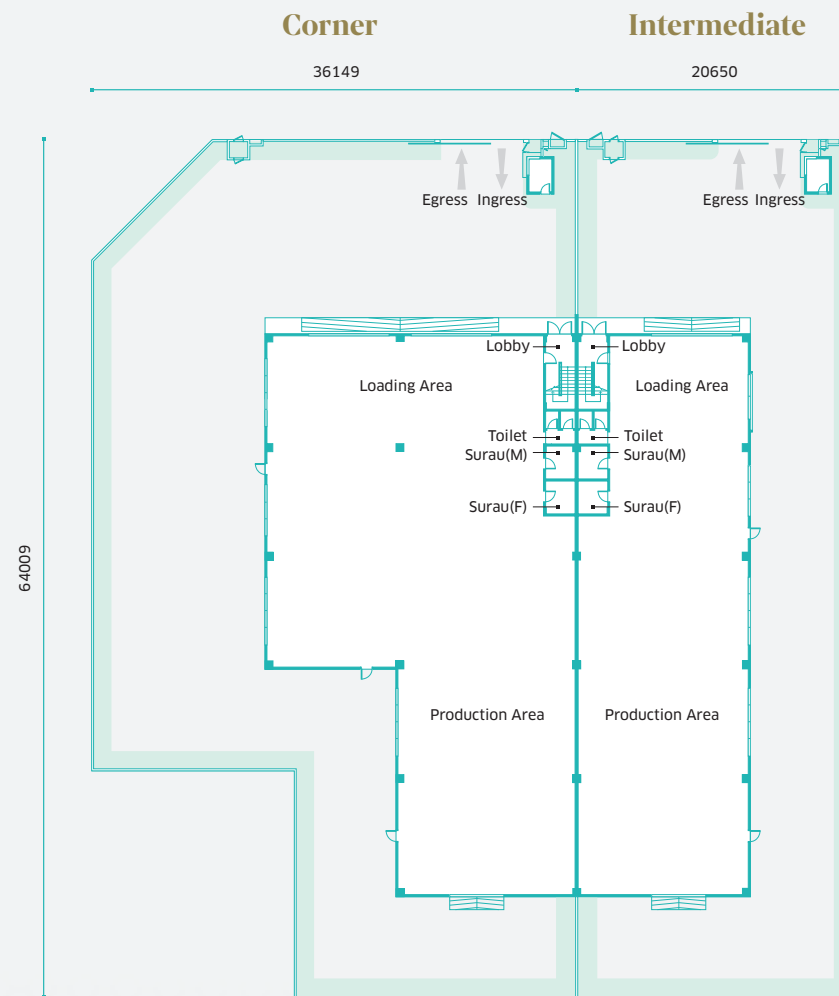 Corner Intermediate
36149 20650
Egress Ingress Egress Ingress
Lobby Lobby
Loading Area Loading Area
Toilet Toilet
Surau(M) Surau(M)
Surau(F) Surau(F)
64009
Production Area Production Area